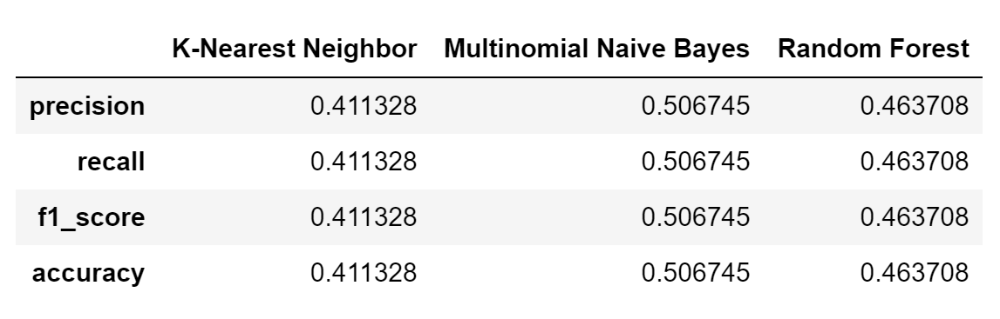 K-Nearest Neighbor Multinomial Naive Bayes Random Forest
precision 0.411328 0.506745 0.463708
recall 0.411328 0.506745 0.463708
f1_score 0.411328 0.506745 0.463708
accuracy 0.411328 0.506745 0.463708